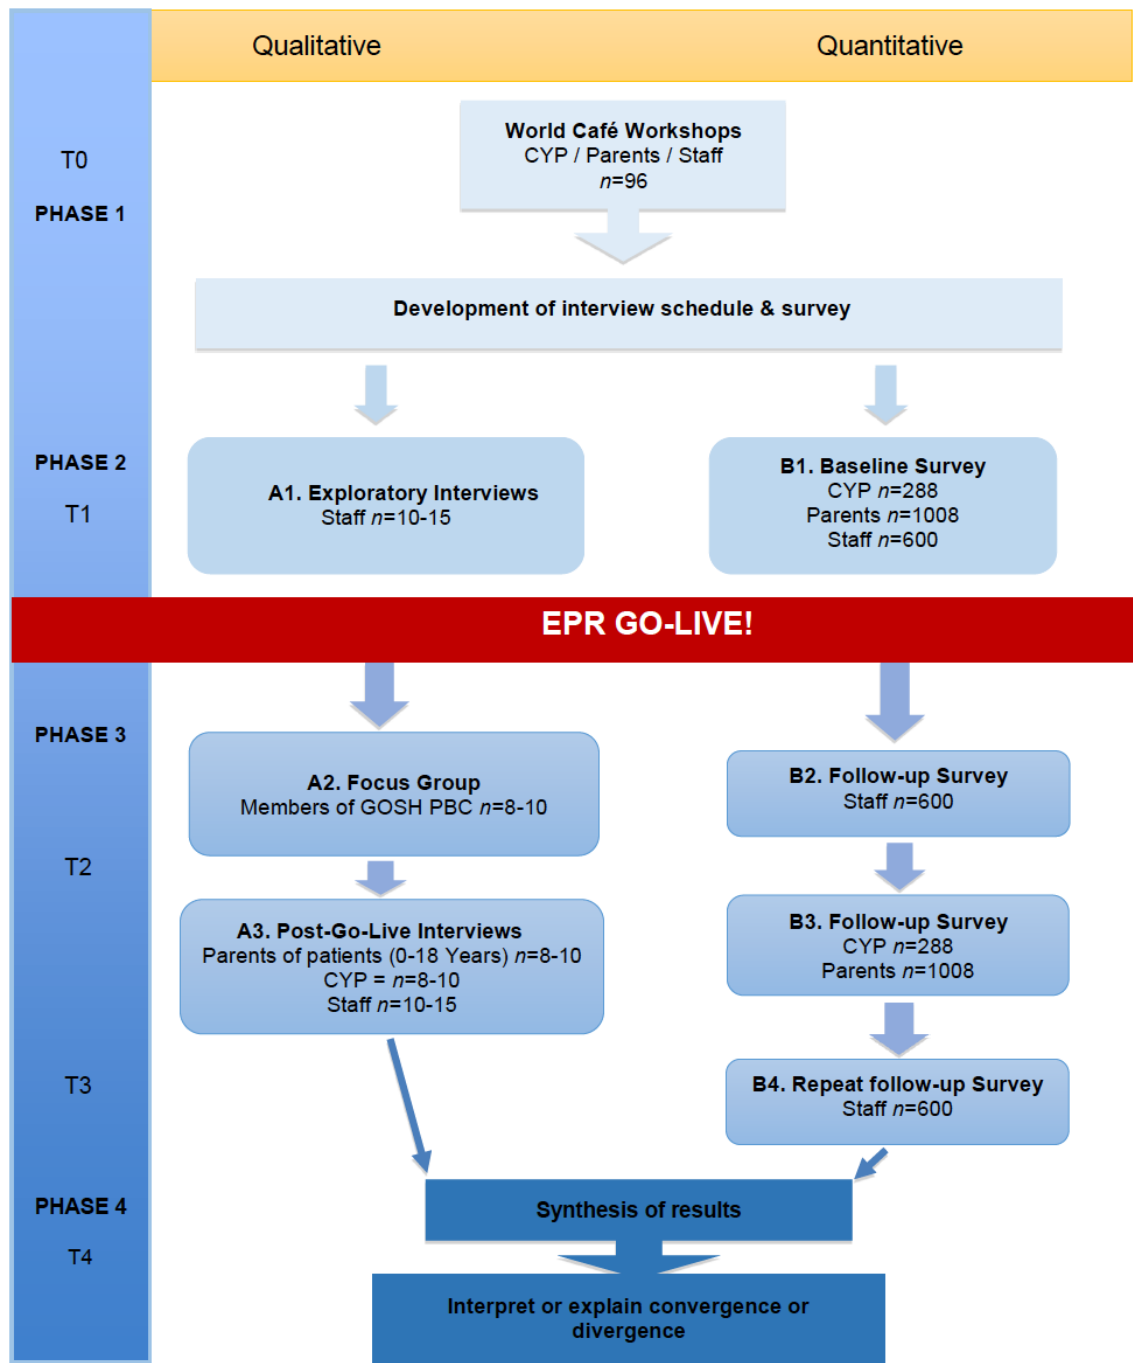 Qualitative
Quantitative
T0
PHASE 1
World Café Workshops
CYP / Parents / Staff
n=96
Development of interview schedule & survey
PHASE 2
T1
A1. Exploratory Interviews
Staff n=10-15
B1. Baseline Survey
CYP n=288
Parents n=1008
Staff n=600
EPR GO-LIVE!
PHASE 3
T2
A2. Focus Group
Members of GOSH PBC n=8-10
B2. Follow-up Survey
Staff n=600
A3. Post-Go-Live Interviews
Parents of patients (0-18 Years) n=8-10
CYP = n=8-10
Staff n=10-15
B3. Follow-up Survey
CYP n=288
Parents n=1008
T3
B4. Repeat follow-up Survey
Staff n=600
PHASE 4
T4
Synthesis of results
Interpret or explain convergence or
divergence